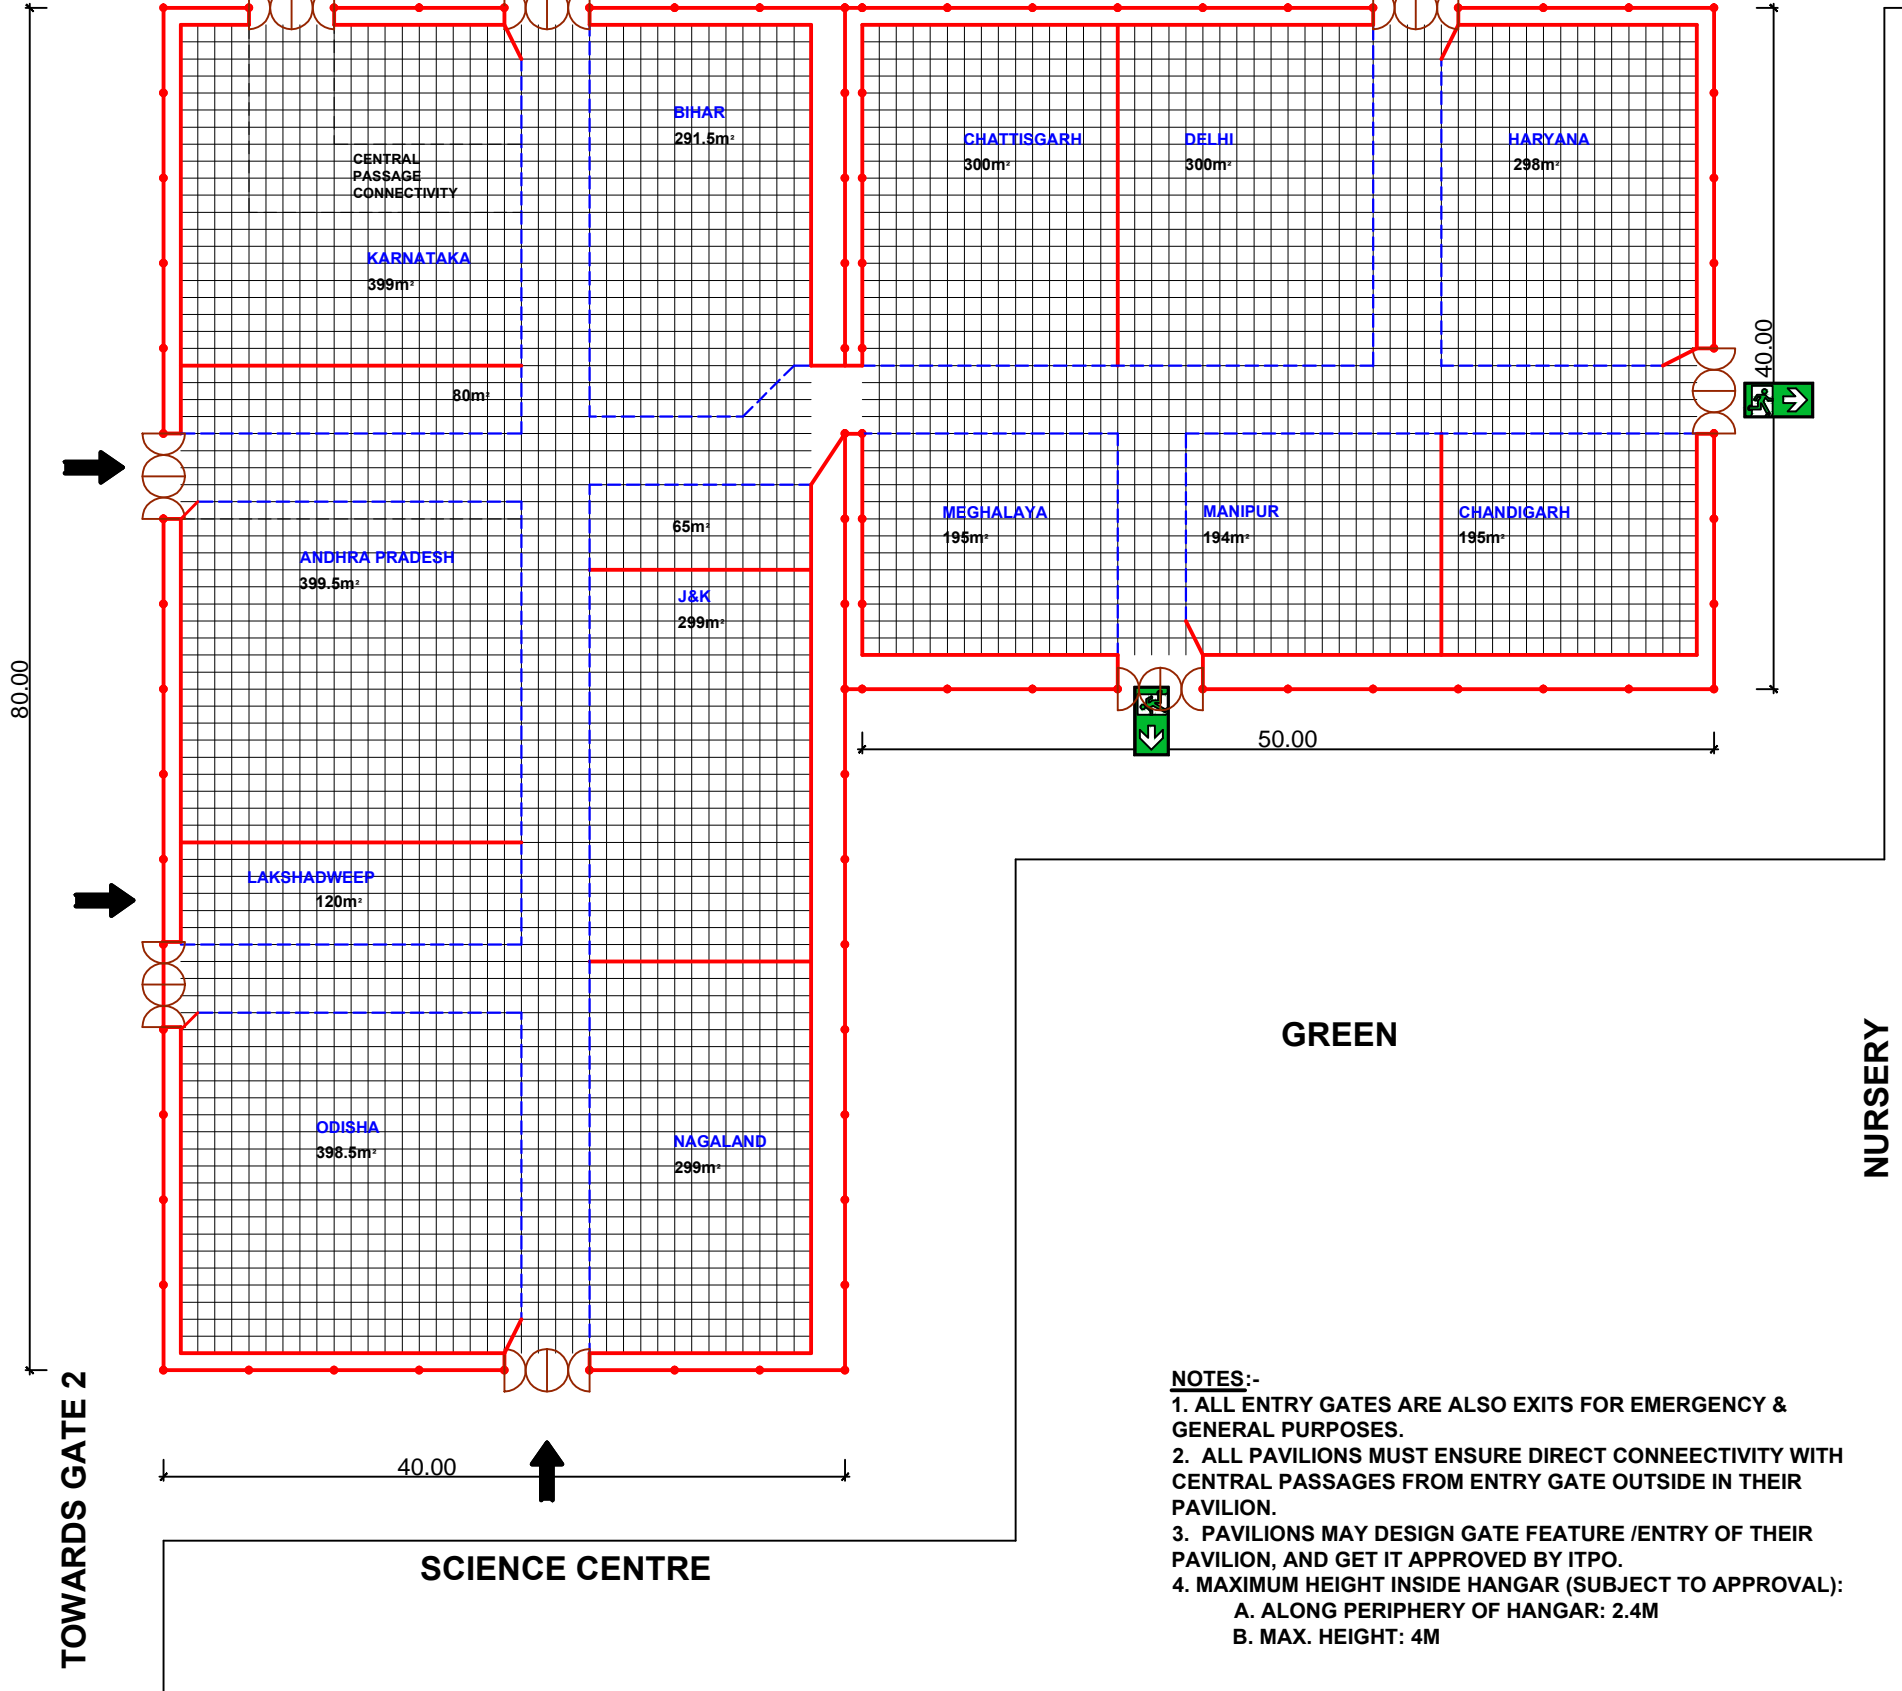 BIHAR
291.5m²
CENTRAL
PASSAGE
CONNECTIVITY
KARNATAKA
399m²
80m²
CHATTISGARH
300m²
DELHI
300m²
HARYANA
298m²
40.00
ANDHRA PRADESH
399.5m²
65m²
J&K
299m²
MEGHALAYA
195m²
MANIPUR
194m²
CHANDIGARH
195m²
80.00
50.00
LAKSHADWEEP
120m²
ODISHA
398.5m²
NAGALAND
299m²
GREEN
NURSERY
TOWARDS GATE 2
40.00
SCIENCE CENTRE
NOTES:-
1. ALL ENTRY GATES ARE ALSO EXITS FOR EMERGENCY &
GENERAL PURPOSES.
2. ALL PAVILIONS MUST ENSURE DIRECT CONNEECTIVITY WITH
CENTRAL PASSAGES FROM ENTRY GATE OUTSIDE IN THEIR
PAVILION.
3. PAVILIONS MAY DESIGN GATE FEATURE /ENTRY OF THEIR
PAVILION, AND GET IT APPROVED BY ITPO.
4. MAXIMUM HEIGHT INSIDE HANGAR (SUBJECT TO APPROVAL):
A. ALONG PERIPHERY OF HANGAR: 2.4M
B. MAX. HEIGHT: 4M